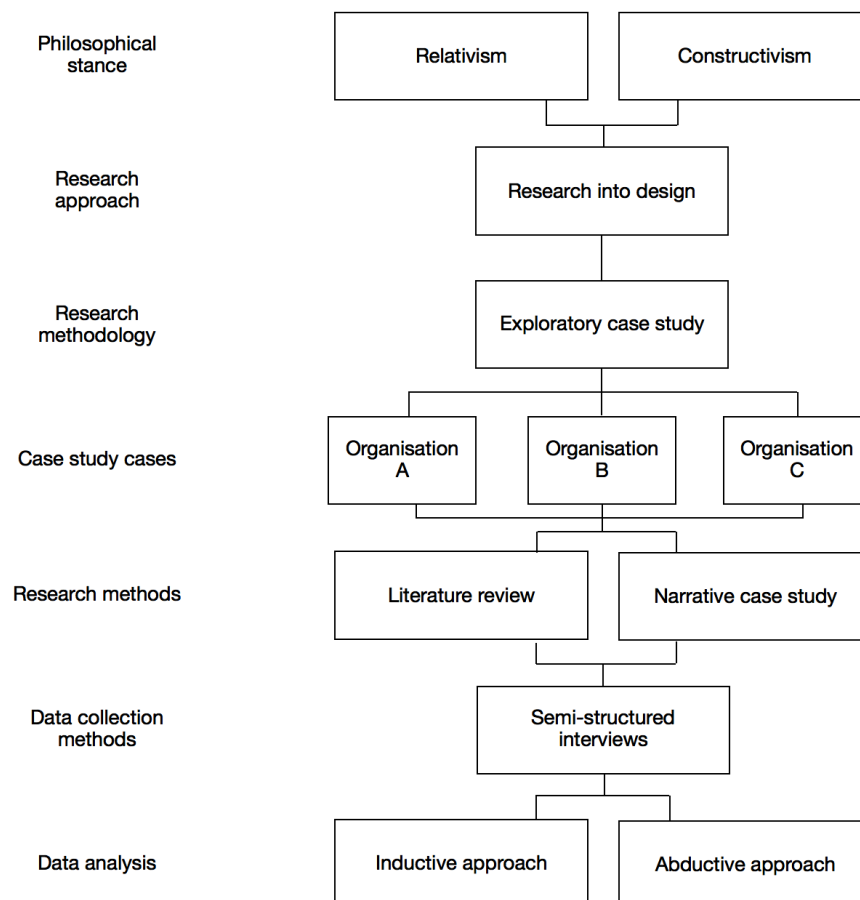 Philosophical
stance
Relativism
Constructivism
Research
approach
Research into design
Research
methodology
Exploratory case study
Case study cases
Organisation
A
Organisation
B
Organisation
C
Research methods
Literature review
Narrative case study
Data collection
methods
Semi-structured
interviews
Data analysis
Inductive approach
Abductive approach